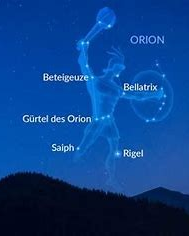 ORION
Beteigeuze
Bellatrix
Gürtel des Orion
Saiph
Rigel